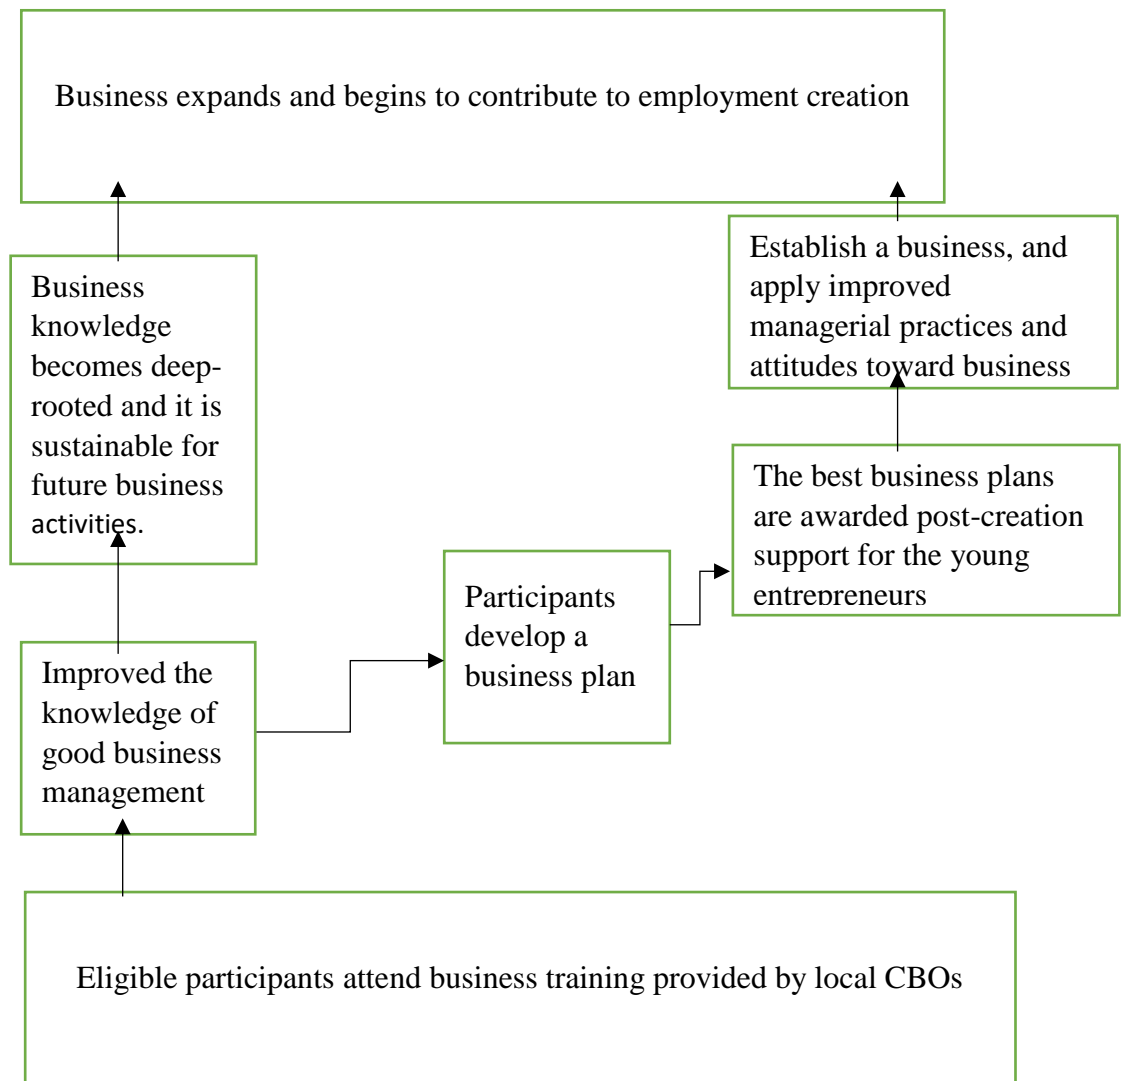 Business expands and begins to contribute to employment creation
Establish a business, and
apply improved
managerial practices and
attitudes toward business
Business
knowledge
becomes deep-
rooted and it is
sustainable for
future business
activities.
The best business plans
are awarded post-creation
support for the young
entrepreneurs
Participants
develop a
business plan
Improved the
knowledge of
good business
management
Eligible participants attend business training provided by local CBOs